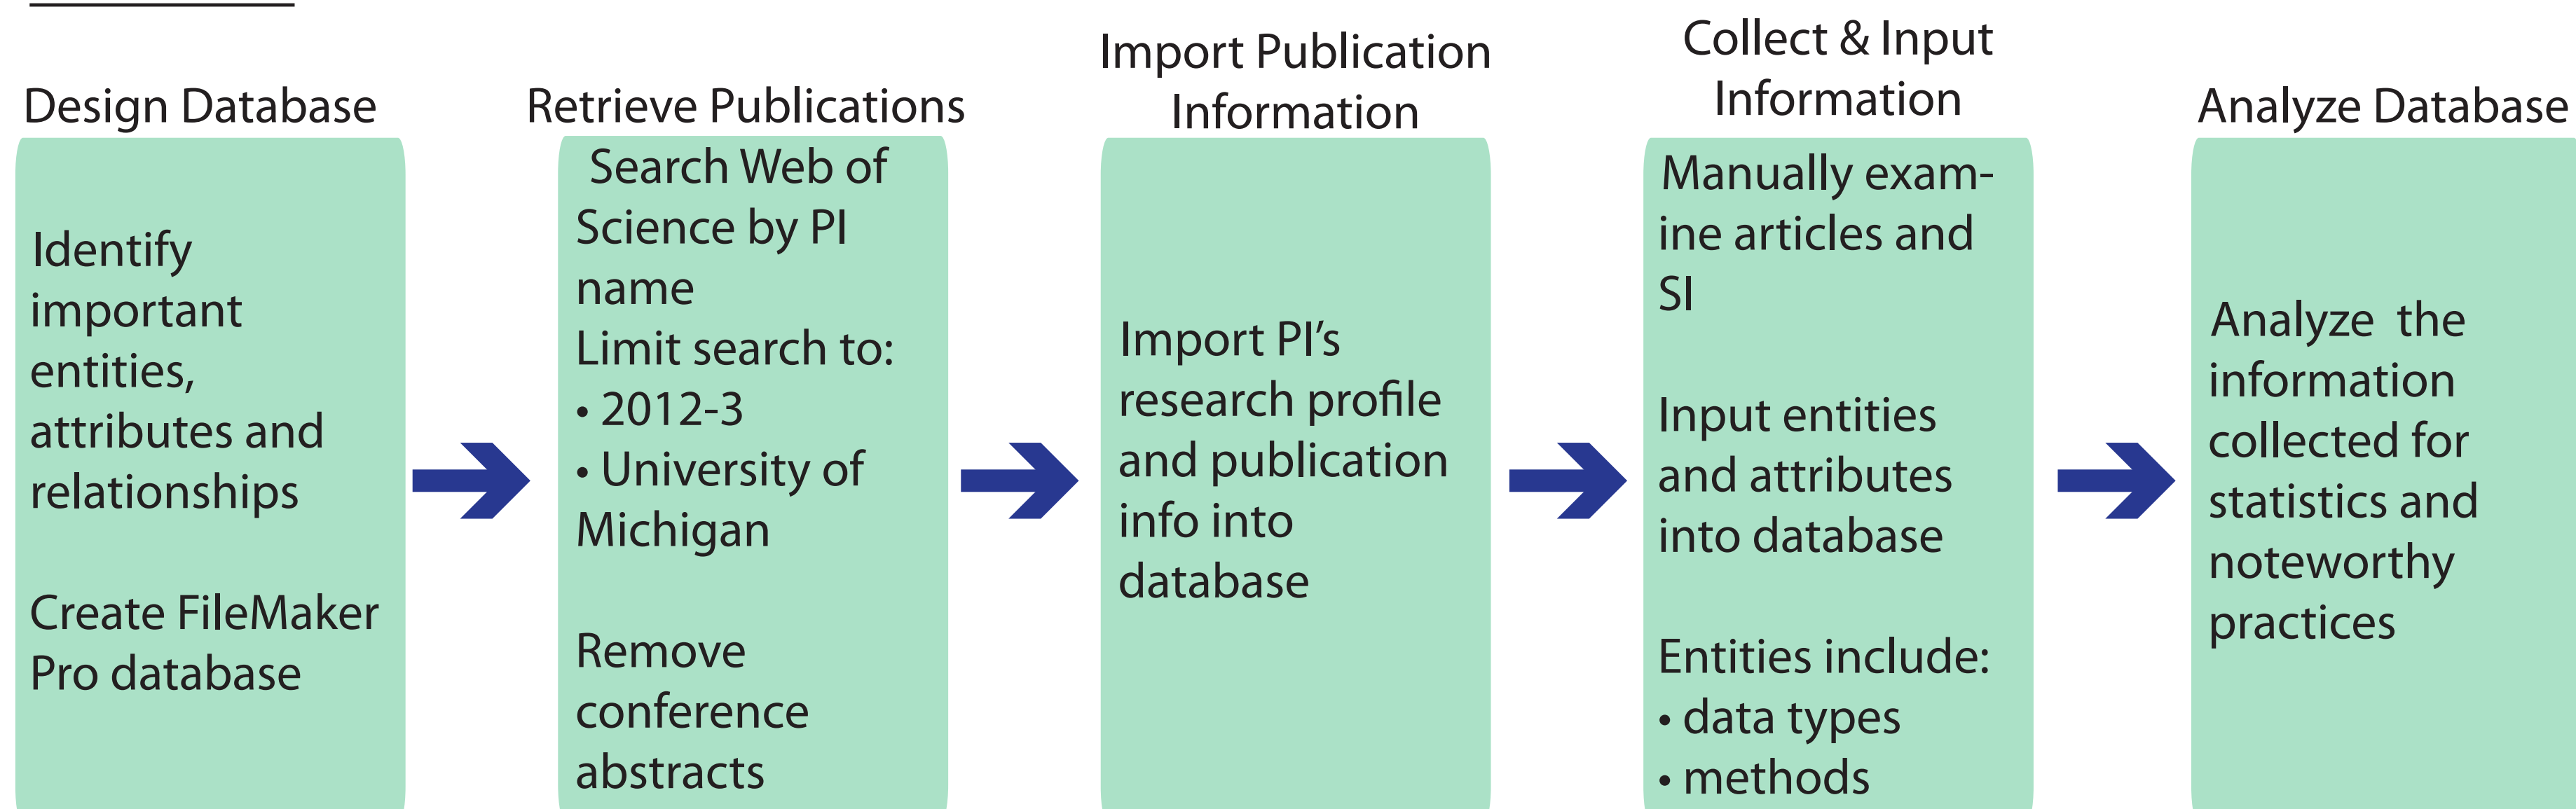 Design Database
Identify
important
entities,
attributes and
relationships
Create FileMaker
Pro database
Retrieve Publications
Search Web of
Science by PI
name
Limit search to:
• 2012-3
• University of
Michigan
Remove
conference
abstracts
Import Publication
Information
Import PI’s
research profile
and publication
info into
database
Collect & Input
Information
Manually exam-
ine articles and
SI
Input entities
and attributes
into database
Entities include:
• data types
• methods
Analyze Database
Analyze the
information
collected for
statistics and
noteworthy
practices